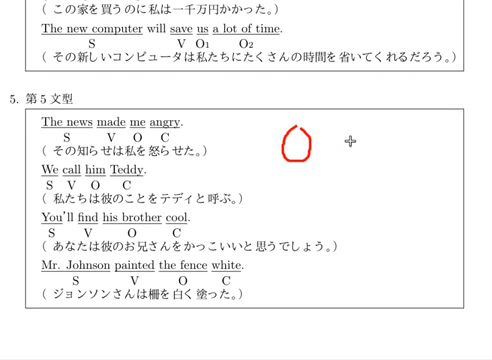 ( この家を買うのに私は一千万円かかった。)
The new computer will save us a lot of time.
S V O1 O2
( その新しいコンピュータは私たちにたくさんの時間を省いてくれるだろう。)
5. 第5文型
The news made me angry.
S V O C
( その知らせは私を怒らせた。)
We call him Teddy.
S V O C
( 私たちは彼のことをテディと呼ぶ。)
You'll find his brother cool.
S V O C
( あなたは彼のお兄さんをかっこいいと思うでしょう。)
Mr. Johnson painted the fence white.
S V O C
( ジョンソンさんは柵を白く塗った。)
O